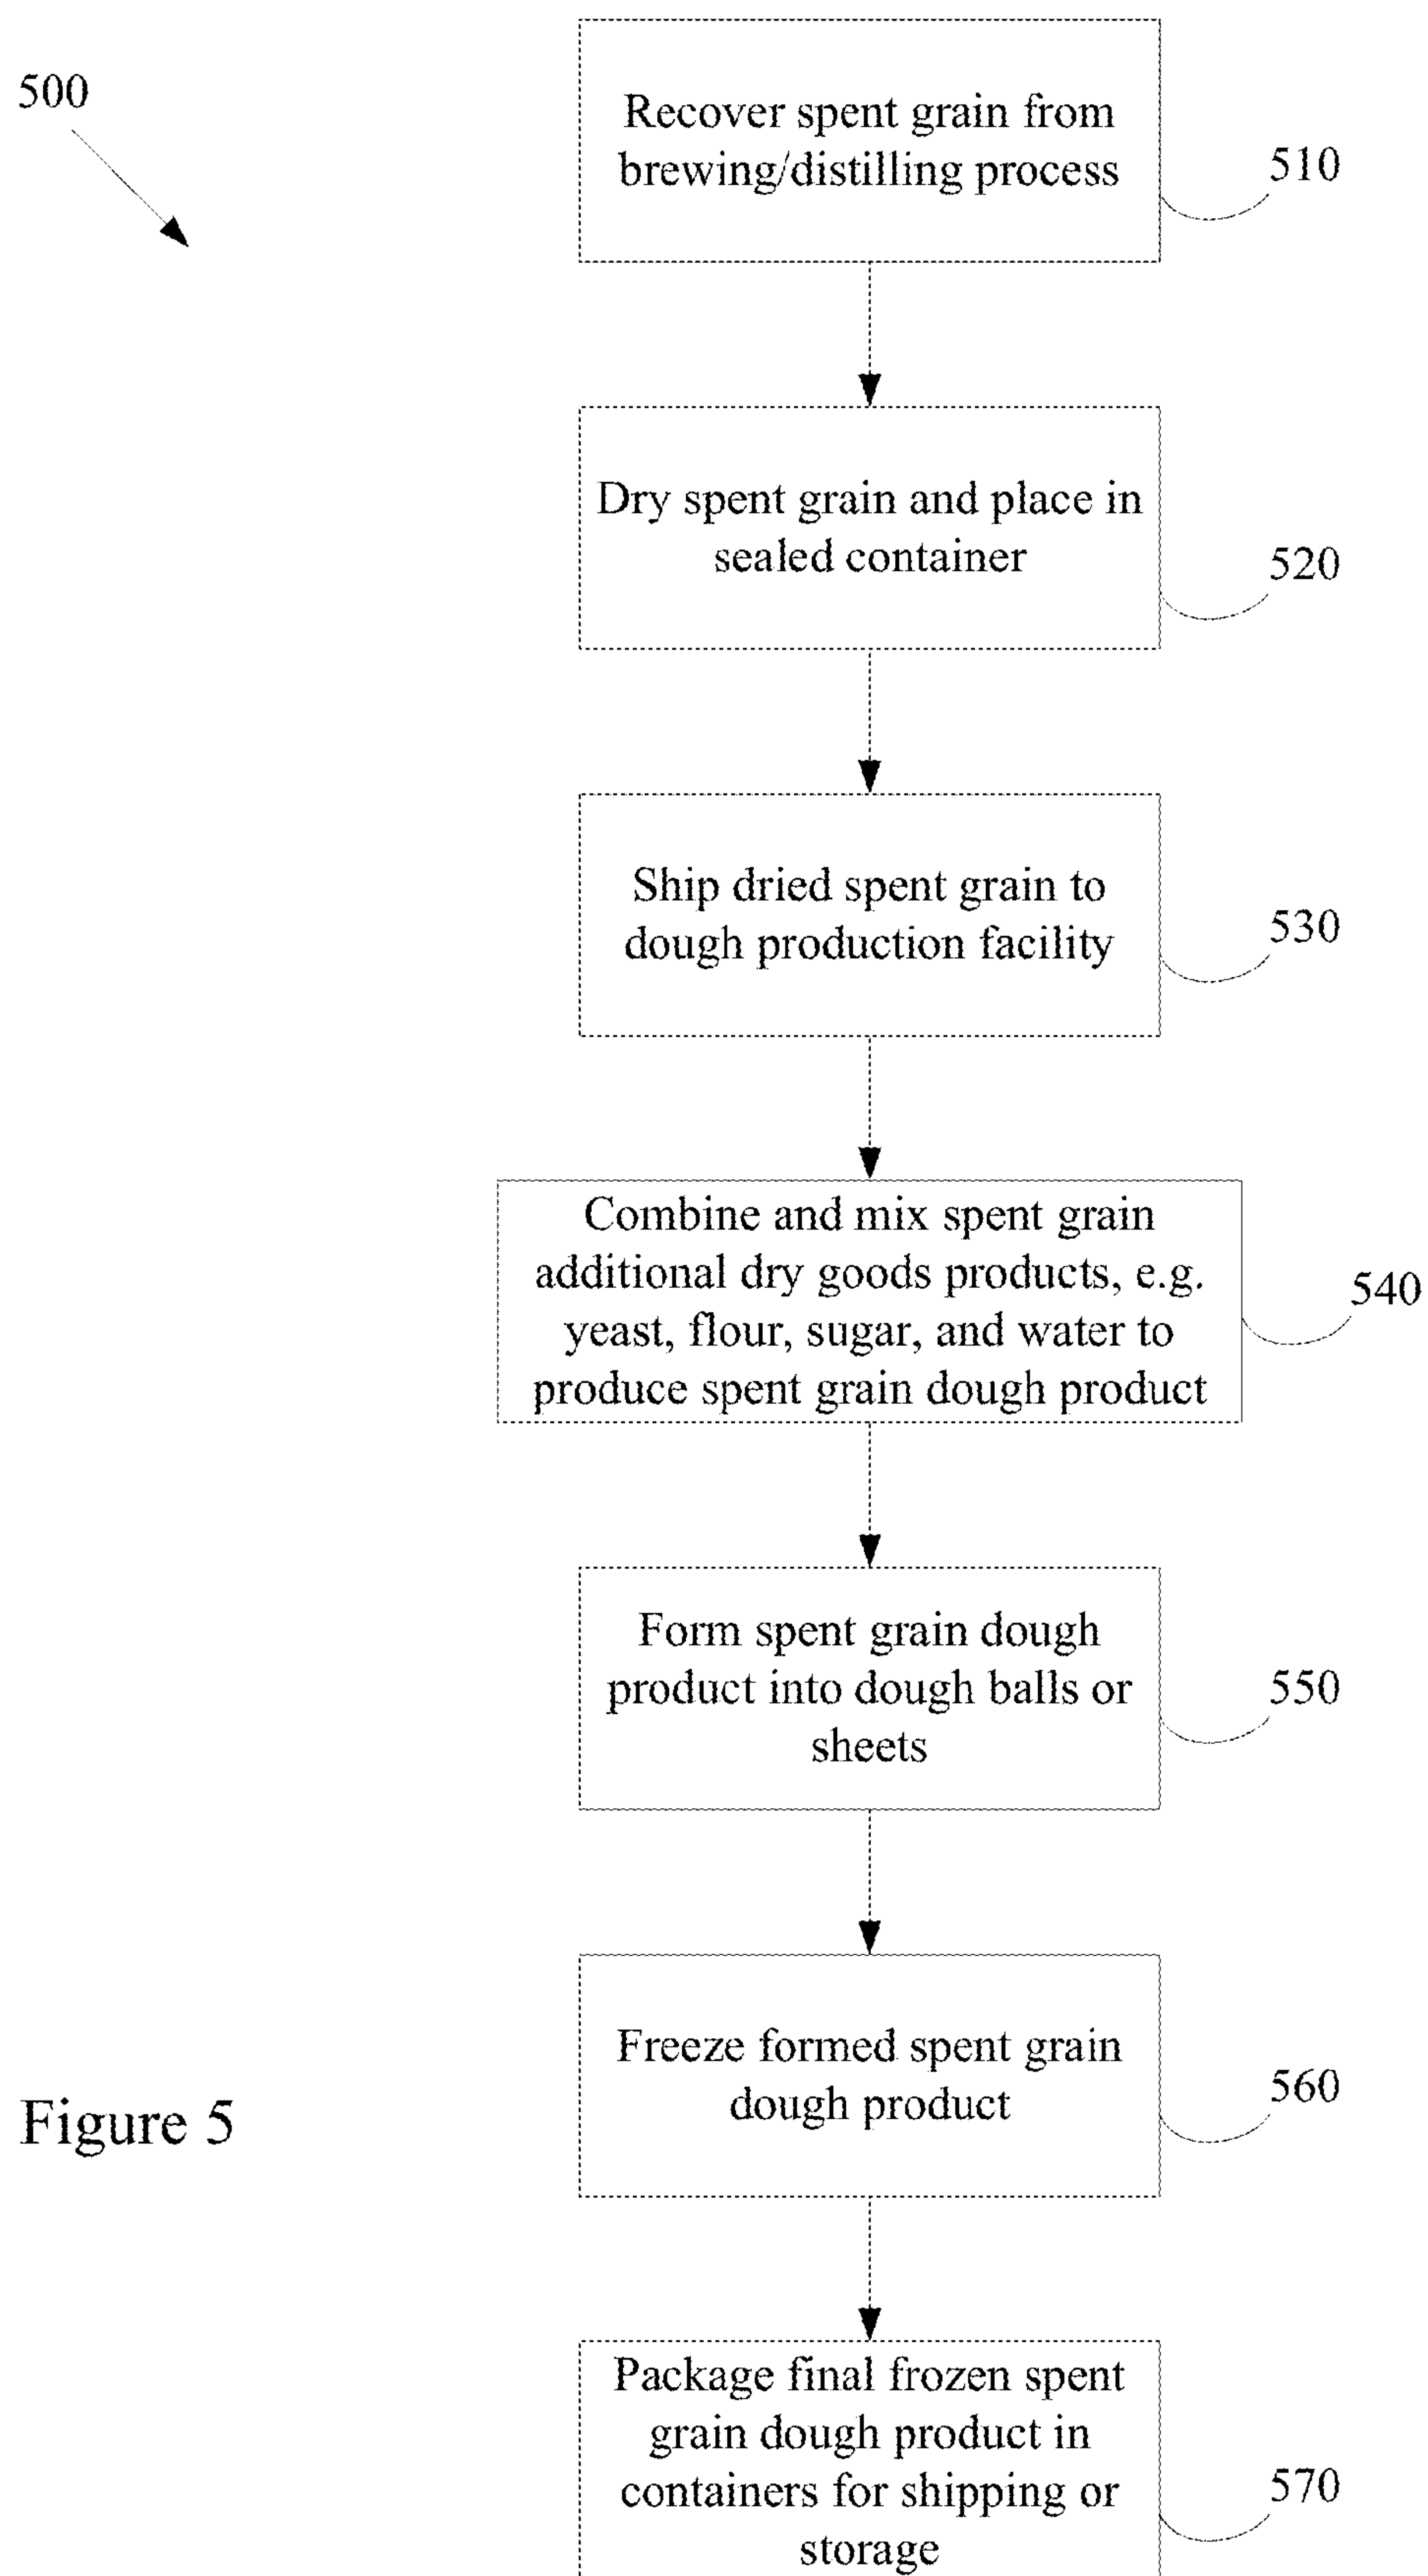 500
Recover spent grain from
brewing/distilling process
510
Dry spent grain and place in
sealed container
520
Ship dried spent grain to
dough production facility
530
Combine and mix spent grain
additional dry goods products, e.g.
yeast, flour, sugar, and water to
produce spent grain dough product
540
Form spent grain dough
product into dough balls or
sheets
550
Freeze formed spent grain
dough product
560
Figure 5
Package final frozen spent
grain dough product in
containers for shipping or
storage
570